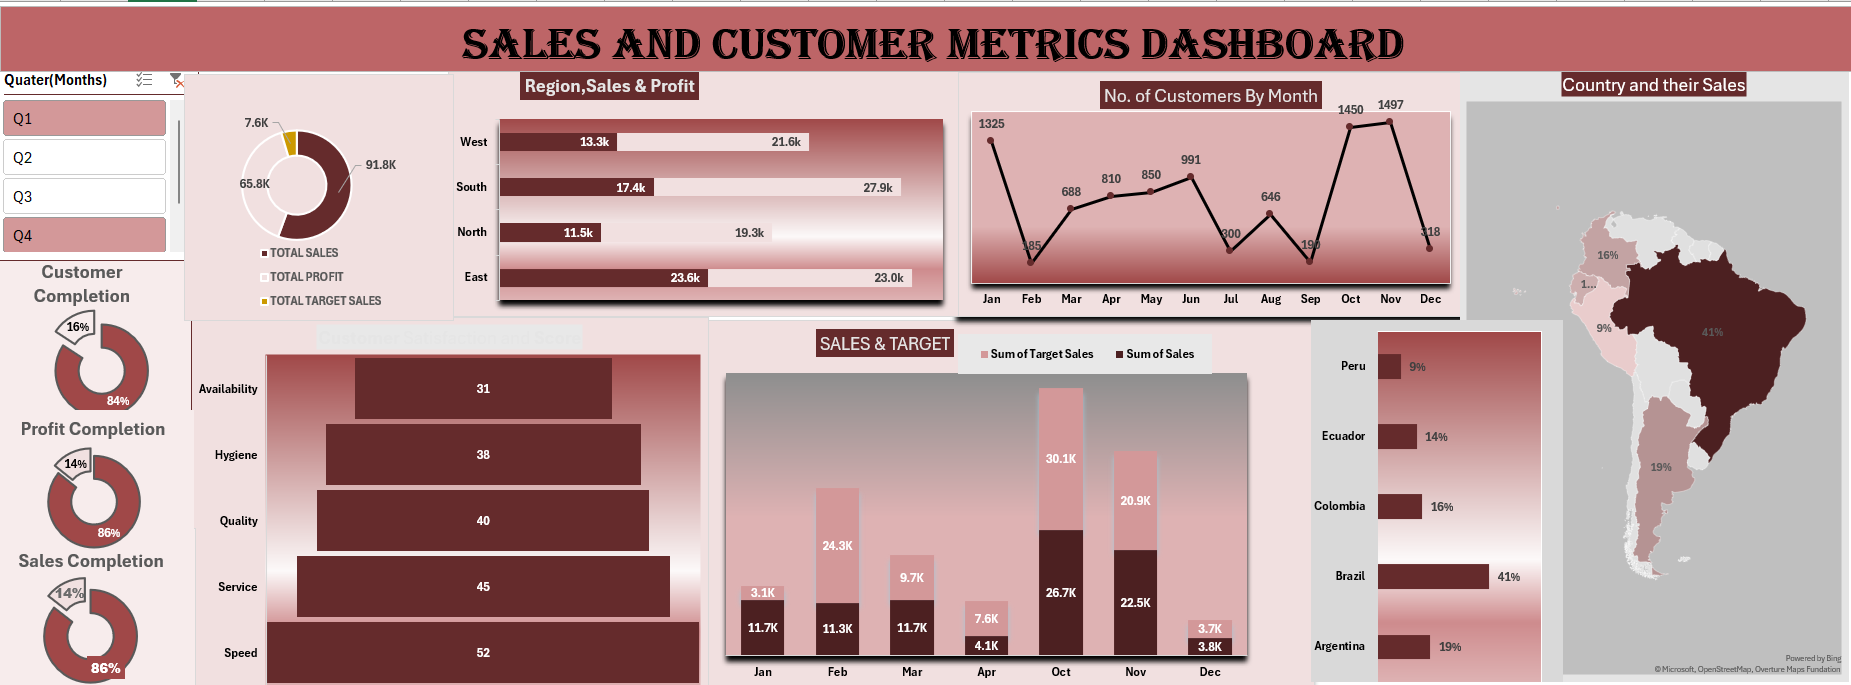 SALES AND CUSTOMER METRICS DASHBOARD
Quater(Months)
Q1
Q2
Q3
Q4
7.6K
91.8K
65.8K
TOTAL SALES
TOTAL PROFIT
TOTAL TARGET SALES
Region,Sales & Profit
West
13.3k
21.6k
South
17.4k
27.9k
North
11.5k
19.3k
East
23.6k
23.0k
No. of Customers By Month
1325
185
688
810
850
991
300
646
190
1450
1497
318
Jan
Feb
Mar
Apr
May
Jun
Jul
Aug
Sep
Oct
Nov
Dec
Country and their Sales
16%
1...
9%
41%
19%
Powered by Bing
© Microsoft, OpenStreetMap, Overture Maps Fundation
Customer
Completion
16%
84%
Profit Completion
14%
86%
Sales Completion
14%
86%
Customer Satisfaction Score
Availability
31
Hygiene
38
Quality
40
Service
45
Speed
52
SALES & TARGET
Sum of Target Sales
Sum of Sales
3.1K
11.7K
24.3K
11.3K
9.7K
11.7K
7.6K
4.1K
30.1K
26.7K
20.9K
22.5K
3.7K
3.8K
Jan
Feb
Mar
Apr
Oct
Nov
Dec
Peru
9%
Ecuador
14%
Colombia
16%
Brazil
41%
Argentina
19%